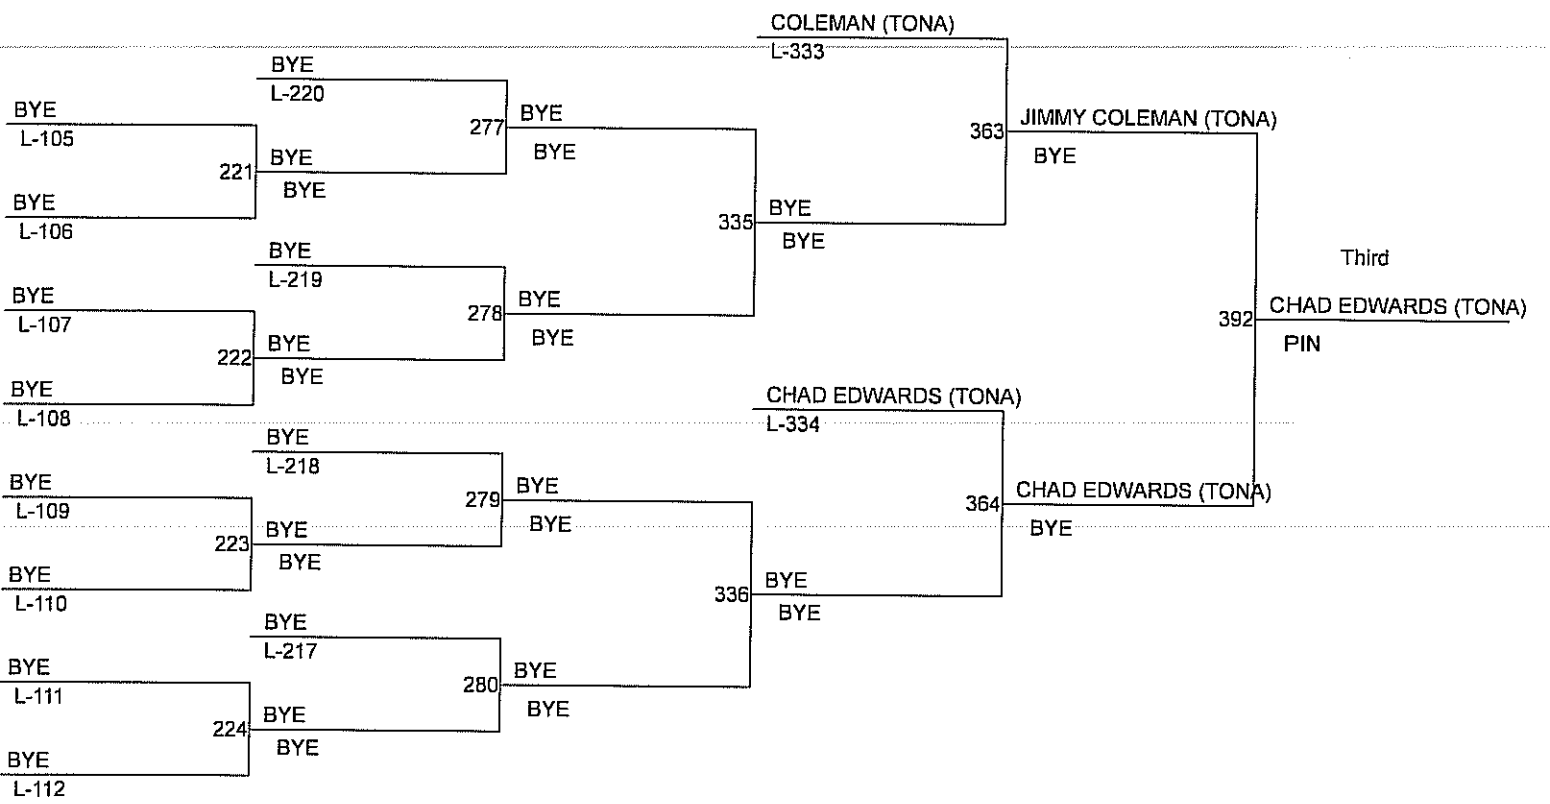 COLEMAN (TONA)
L-333
BYE
L-220
BYE
L-105
277
BYE
BYE
363
JIMMY COLEMAN (TONA)
BYE
221
BYE
BYE
BYE
L-106
335
BYE
BYE
BYE
L-219
Third
BYE
L-107
278
BYE
BYE
392
CHAD EDWARDS (TONA)
PIN
222
BYE
BYE
BYE
L-108
CHAD EDWARDS (TONA)
L-334
BYE
L-218
BYE
L-109
279
BYE
BYE
364
CHAD EDWARDS (TONA)
BYE
223
BYE
BYE
BYE
L-110
336
BYE
BYE
BYE
L-217
BYE
L-111
280
BYE
BYE
224
BYE
BYE
BYE
L-112